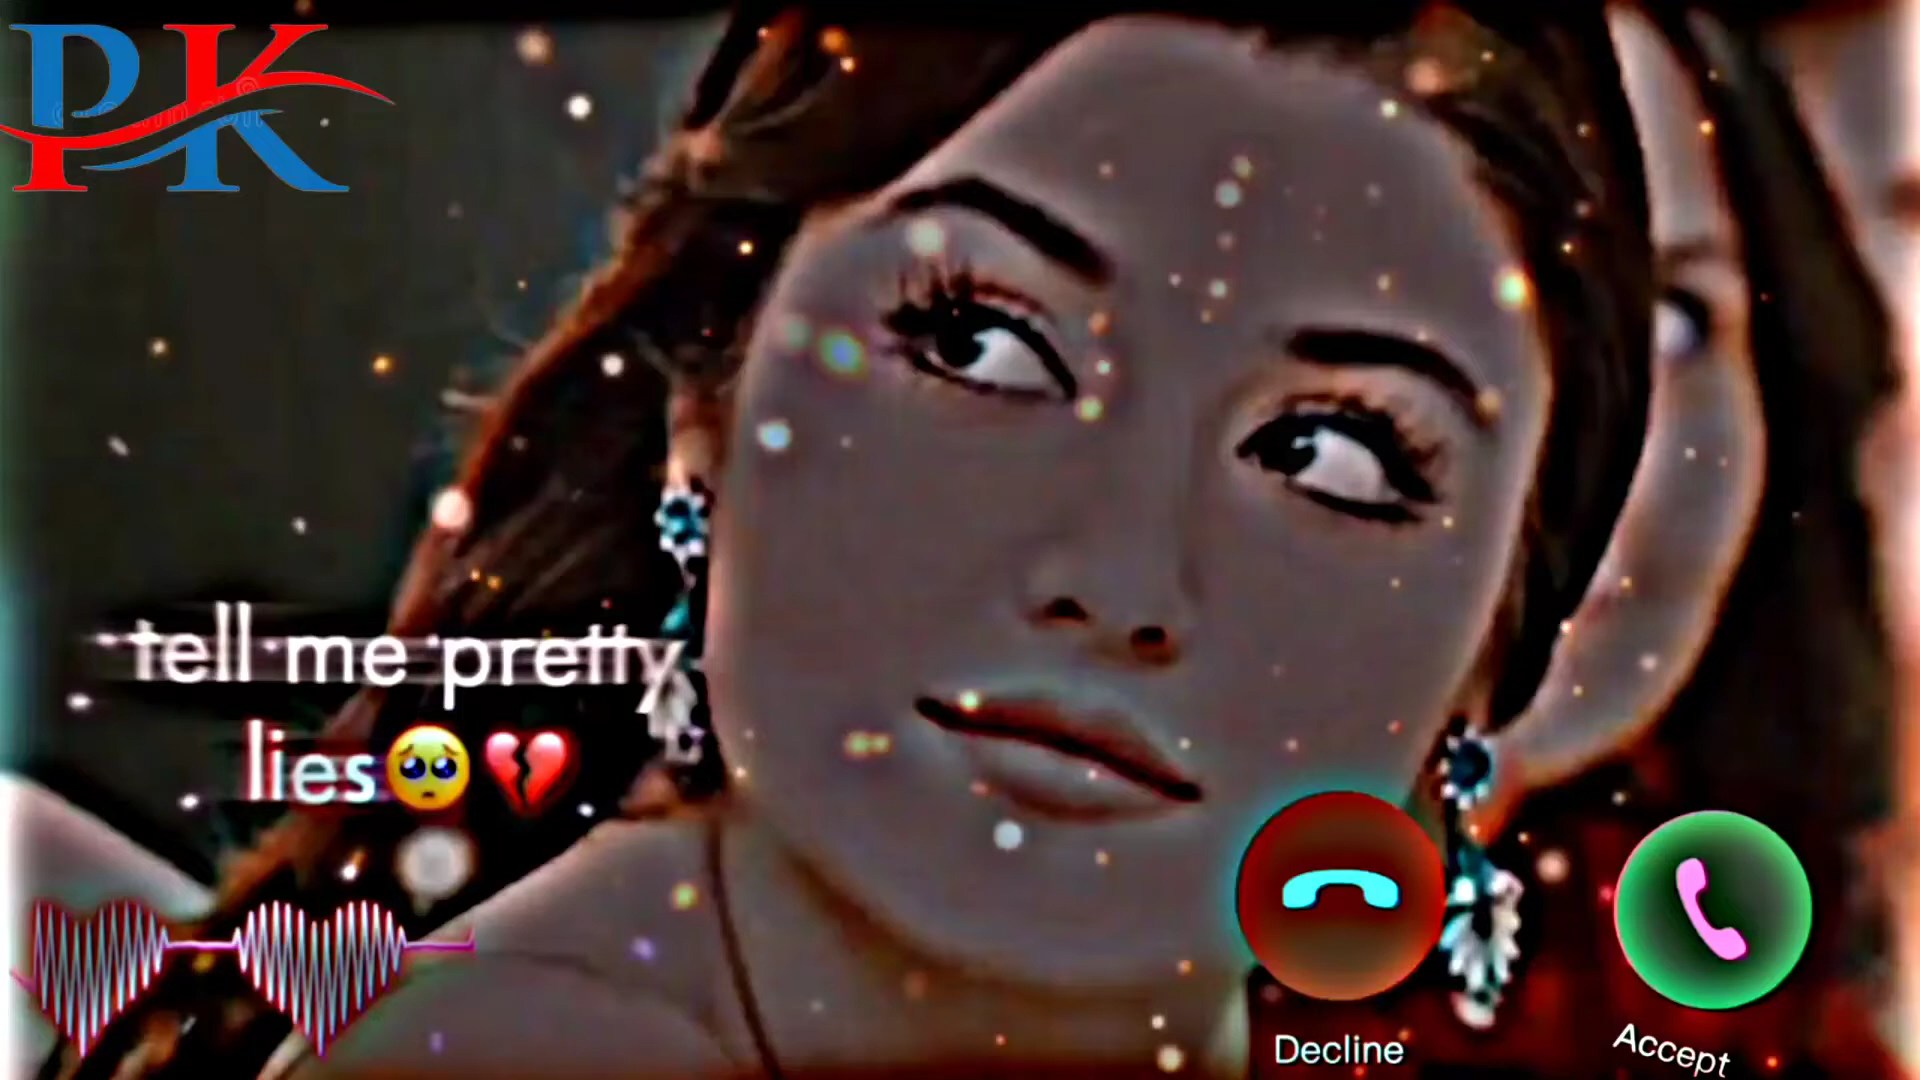 PK
tell me pretty
lies🥺💔
Decline
Accept